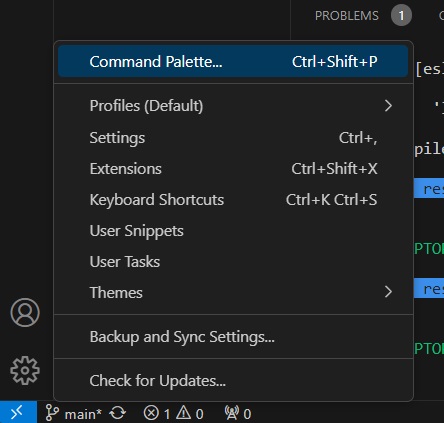 PROBLEMS 1
Command Palette... Ctrl+Shift+P
[es
Profiles (Default)
Settings Ctrl+,
Extensions Ctrl+Shift+X
pile
Keyboard Shortcuts Ctrl+K Ctrl+S
res
User Snippets
PTO
User Tasks
Themes
res
Backup and Sync Settings...
PTO
Check for Updates...
main* 1 0 0